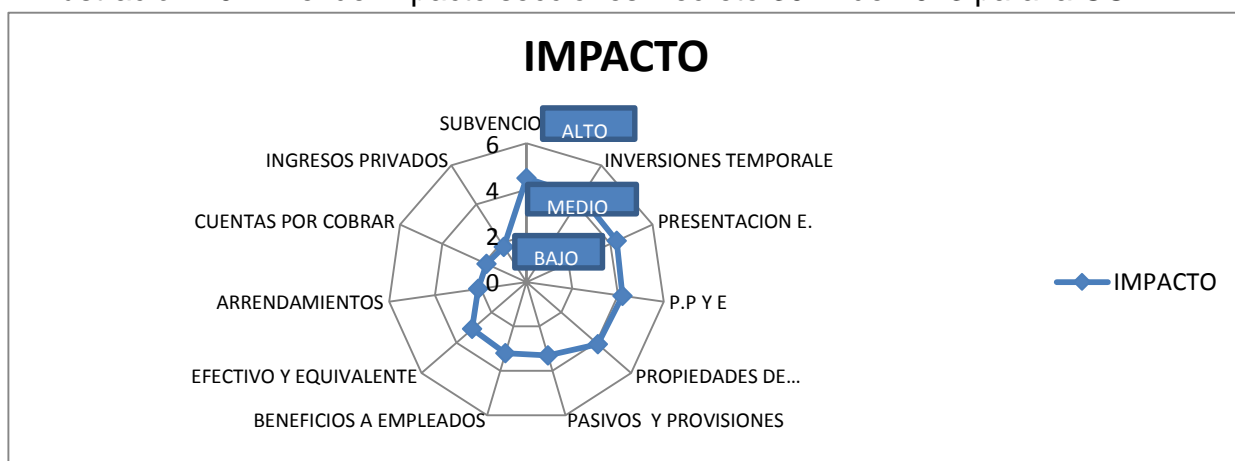 IMPACTO
SUBVENCIO
ALTO
6
INGRESOS PRIVADOS
INVERSIONES TEMPORALE
4
MEDIO
CUENTAS POR COBRAR
PRESENTACION E.
2
BAJO
0
ARRENDAMIENTOS
P.P Y E
IMPACTO
EFECTIVO Y EQUIVALENTE
PROPIEDADES DE...
BENEFICIOS A EMPLEADOS
PASIVOS Y PROVISIONES